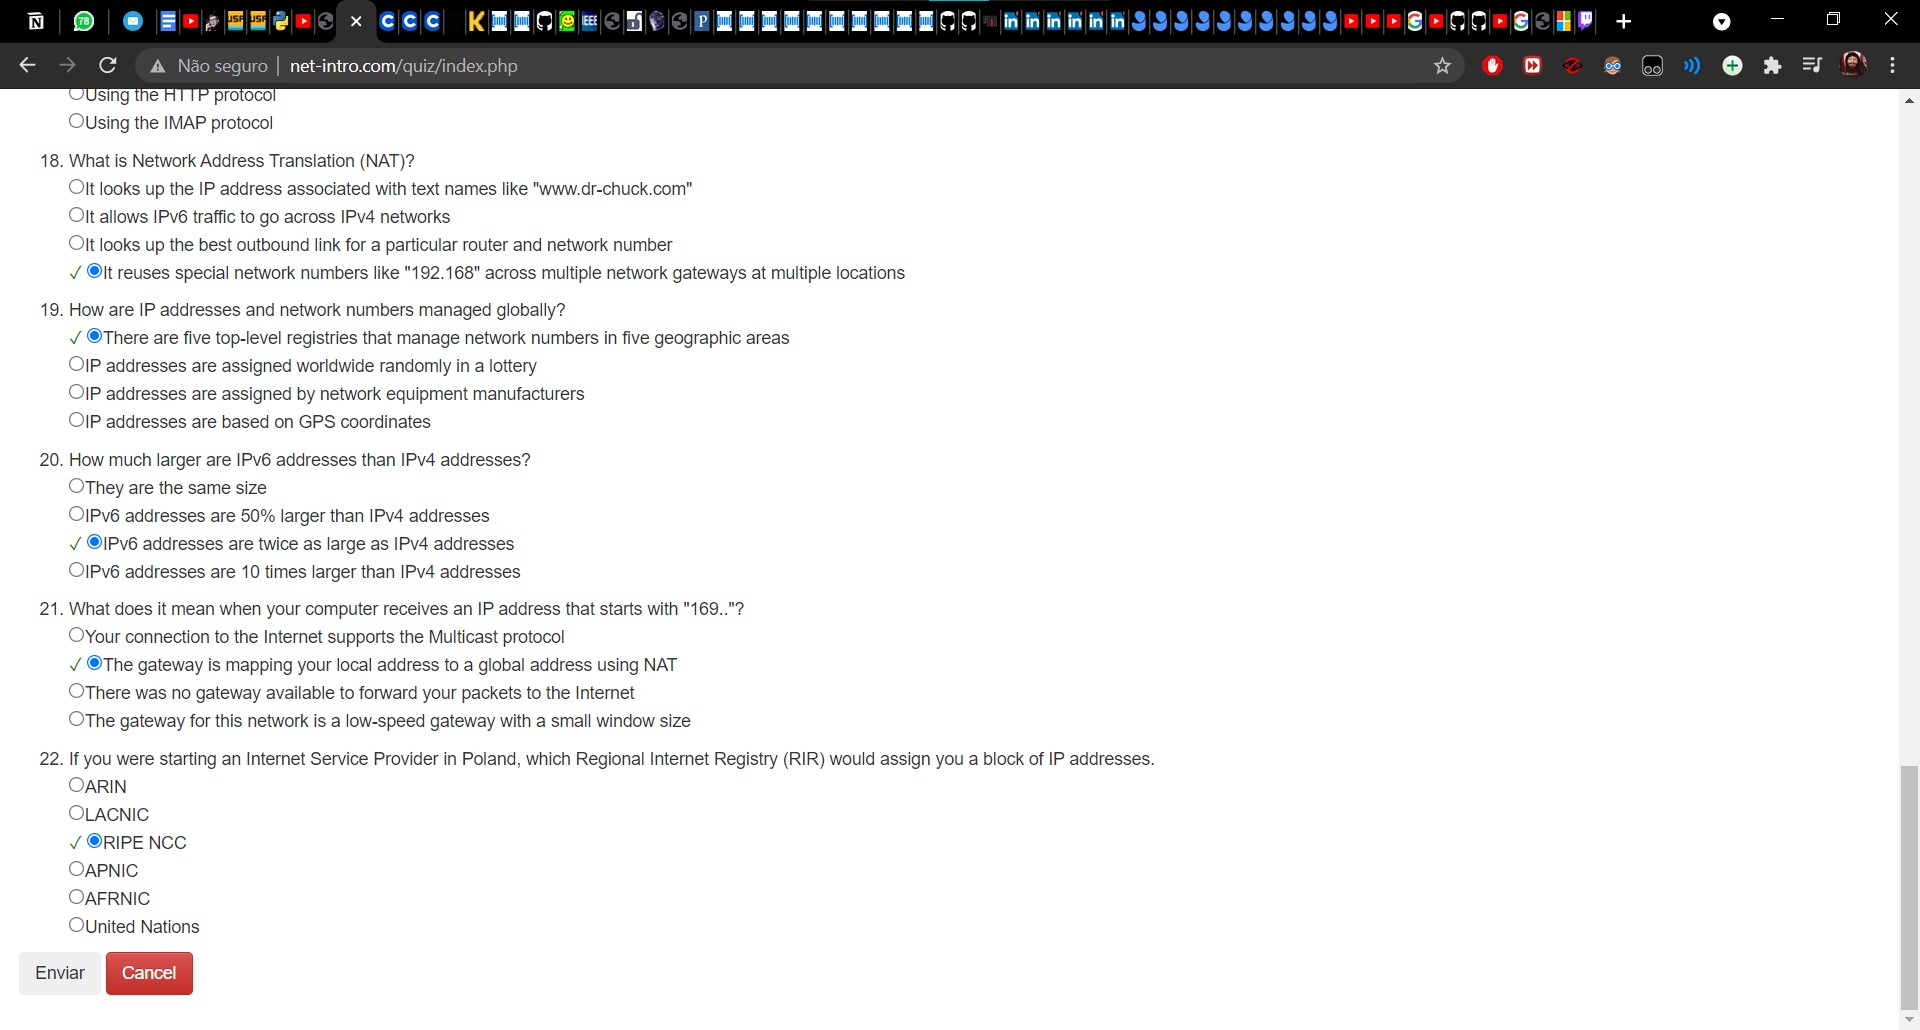 78
Não seguro | net-intro.com/quiz/index.php
Using the HTTP protocol
Using the IMAP protocol
18. What is Network Address Translation (NAT)?
It looks up the IP address associated with text names like "www.dr-chuck.com"
It allows IPv6 traffic to go across IPv4 networks
It looks up the best outbound link for a particular router and network number
✓ It reuses special network numbers like "192.168" across multiple network gateways at multiple locations
19. How are IP addresses and network numbers managed globally?
✓ There are five top-level registries that manage network numbers in five geographic areas
IP addresses are assigned worldwide randomly in a lottery
IP addresses are assigned by network equipment manufacturers
IP addresses are based on GPS coordinates
20. How much larger are IPv6 addresses than IPv4 addresses?
They are the same size
IPv6 addresses are 50% larger than IPv4 addresses
✓ IPv6 addresses are twice as large as IPv4 addresses
IPv6 addresses are 10 times larger than IPv4 addresses
21. What does it mean when your computer receives an IP address that starts with "169.."?
Your connection to the Internet supports the Multicast protocol
✓ The gateway is mapping your local address to a global address using NAT
There was no gateway available to forward your packets to the Internet
The gateway for this network is a low-speed gateway with a small window size
22. If you were starting an Internet Service Provider in Poland, which Regional Internet Registry (RIR) would assign you a block of IP addresses.
ARIN
LACNIC
✓ RIPE NCC
APNIC
AFRNIC
United Nations
Enviar Cancel